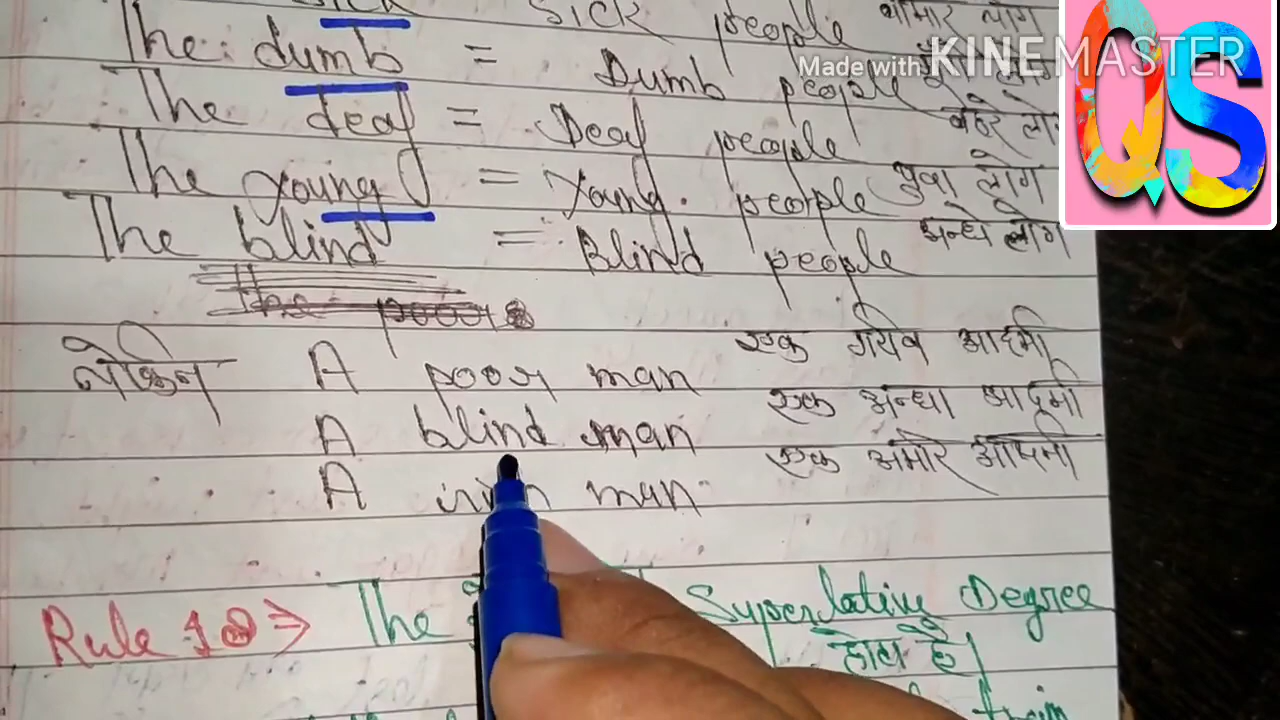 Sick Sick people बीमार लोग
The dumb = Dumb people
Made with KINEMASTER
QS
The deaf = Deaf people बहरे लो
The young = Young. people युवा लोग
The blind = Blind people अन्धे लोग
The poor
लेकिन A poor man एक गरीब आदमी
A blind man एक अन्धा आदमी
A man एक अमीर आदमी
Rule 10 ⇒ The Superlative Degree
होता है।
train